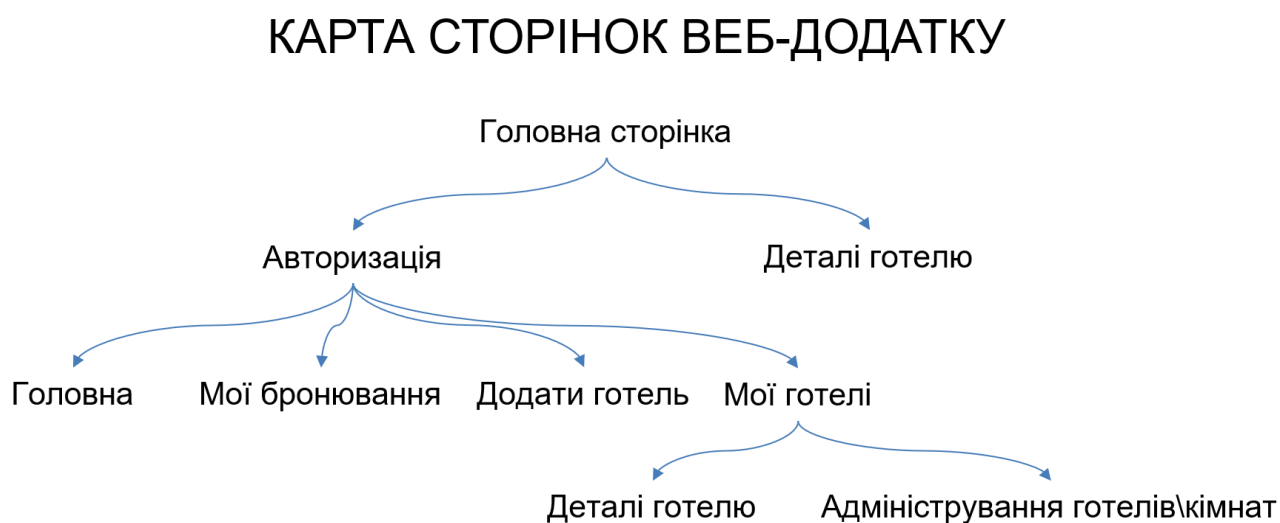 КАРТА СТОРІНОК ВЕБ-ДОДАТКУ
Головна сторінка
Авторизація
Деталі готелю
Головна
Мої бронювання
Додати готель
Мої готелі
Деталі готелю
Адміністрування готелів\кімнат